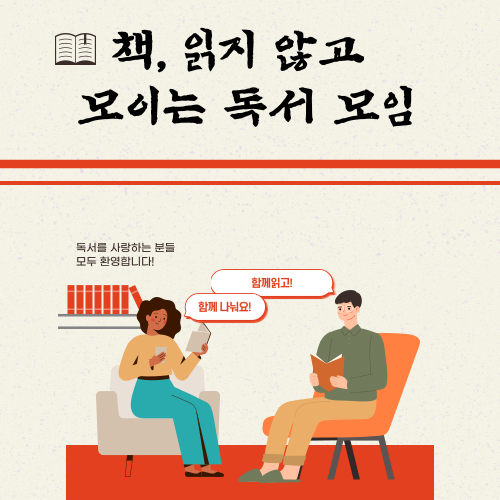 책, 읽지 않고
모이는 독서 모임
독서를 사랑하는 분들
모두 환영합니다!
함께읽고!
함께 나눠요!